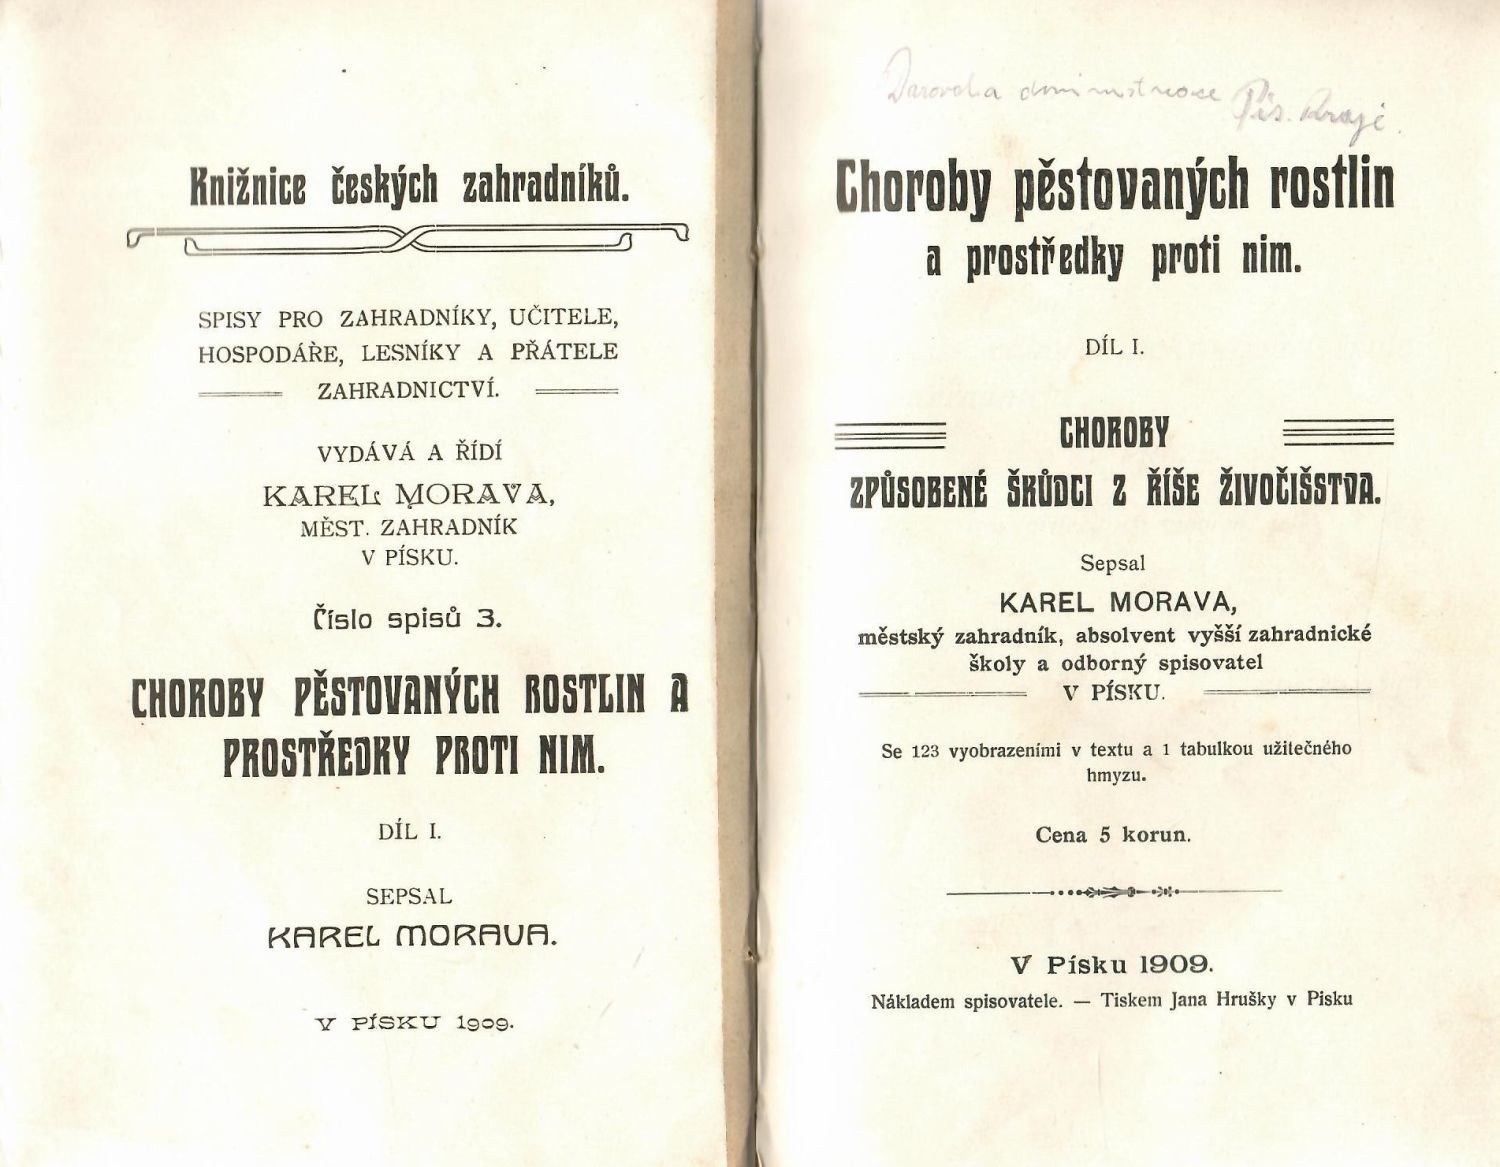 Knižnice českých zahradníků.
SPISY PRO ZAHRADNÍKY, UČITELE,
HOSPODÁŘE, LESNÍKY A PŘÁTELE
ZAHRADNICTVÍ.
VYDÁVÁ A ŘÍDÍ
KAREL MORAVA,
MĚST. ZAHRADNÍK
V PÍSKU.
Číslo spisů 3.
CHOROBY PĚSTOVANÝCH ROSTLIN A
PROSTŘEDKY PROTI NIM.
DÍL I.
SEPSAL
KAREL MORAVA.
V PÍSKU 1909.
Pís.
Choroby pěstovaných rostlin
a prostředky proti nim.
DÍL I.
CHOROBY
ZPŮSOBENÉ ŠKŮDCI Z ŘÍŠE ŽIVOČIŠSTVA.
Sepsal
KAREL MORAVA,
městský zahradník, absolvent vyšší zahradnické
školy a odborný spisovatel
V PÍSKU.
Se 123 vyobrazeními v textu a 1 tabulkou užitečného
hmyzu.
Cena 5 korun.
V Písku 1909.
Nákladem spisovatele. — Tiskem Jana Hrušky v Pisku